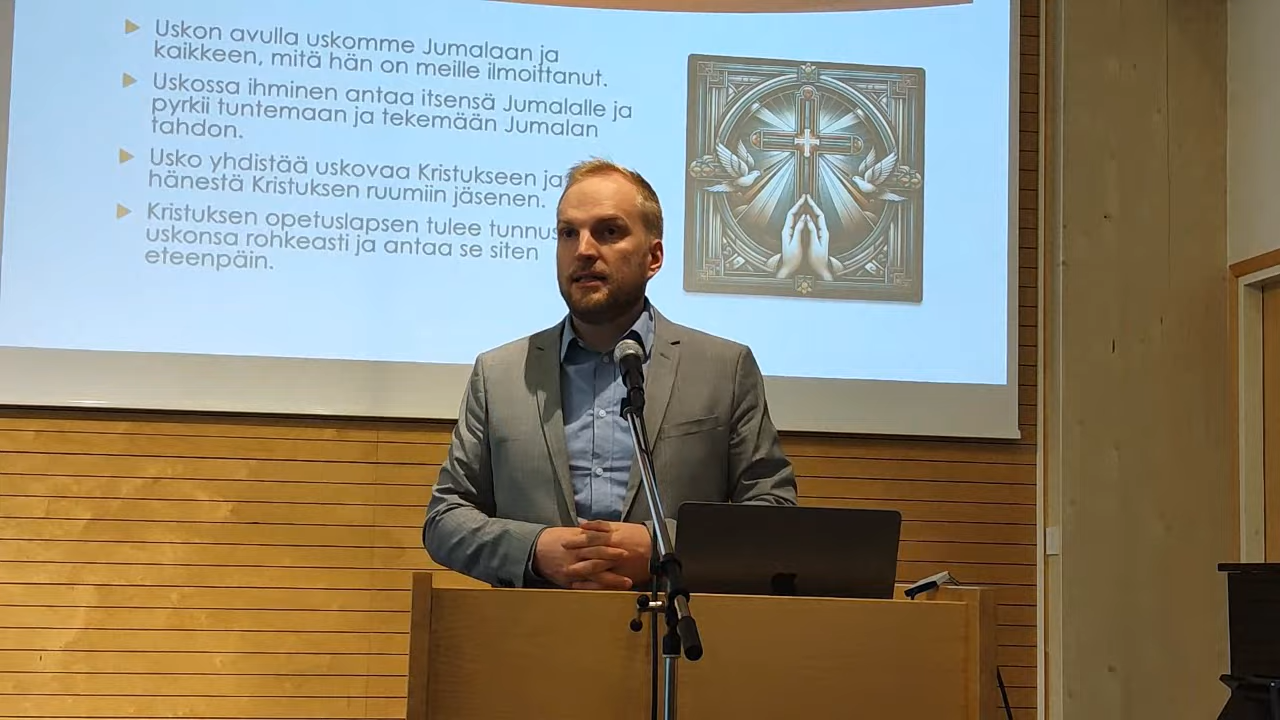 Uskon avulla uskomme Jumalaan ja
kaikkeen, mitä hän on meille ilmoittanut.
Uskossa ihminen antaa itsensä Jumalalle ja
pyrkii tuntemaan ja tekemään Jumalan
tahdon.
Usko yhdistää uskovaa Kristukseen ja
hänestä Kristuksen ruumiin jäsenen.
Kristuksen opetuslapsen tulee
uskonsa rohkeasti ja antaa se siten
eteenpäin.